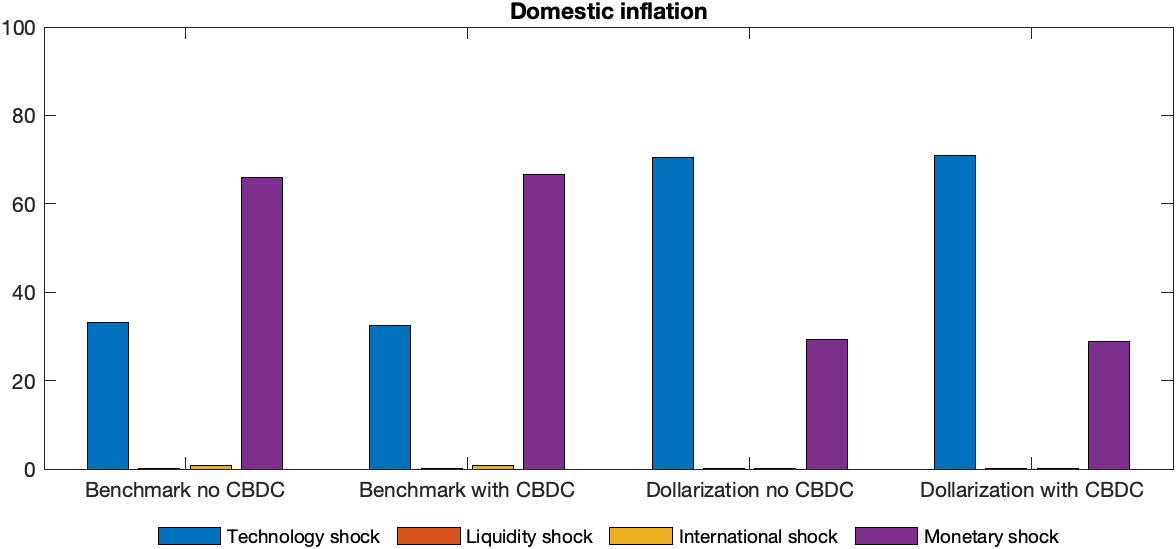 Domestic inflation
100
80
60
40
20
0
Benchmark no CBDC Benchmark with CBDC Dollarization no CBDC Dollarization with CBDC
Technology shock Liquidity shock International shock Monetary shock